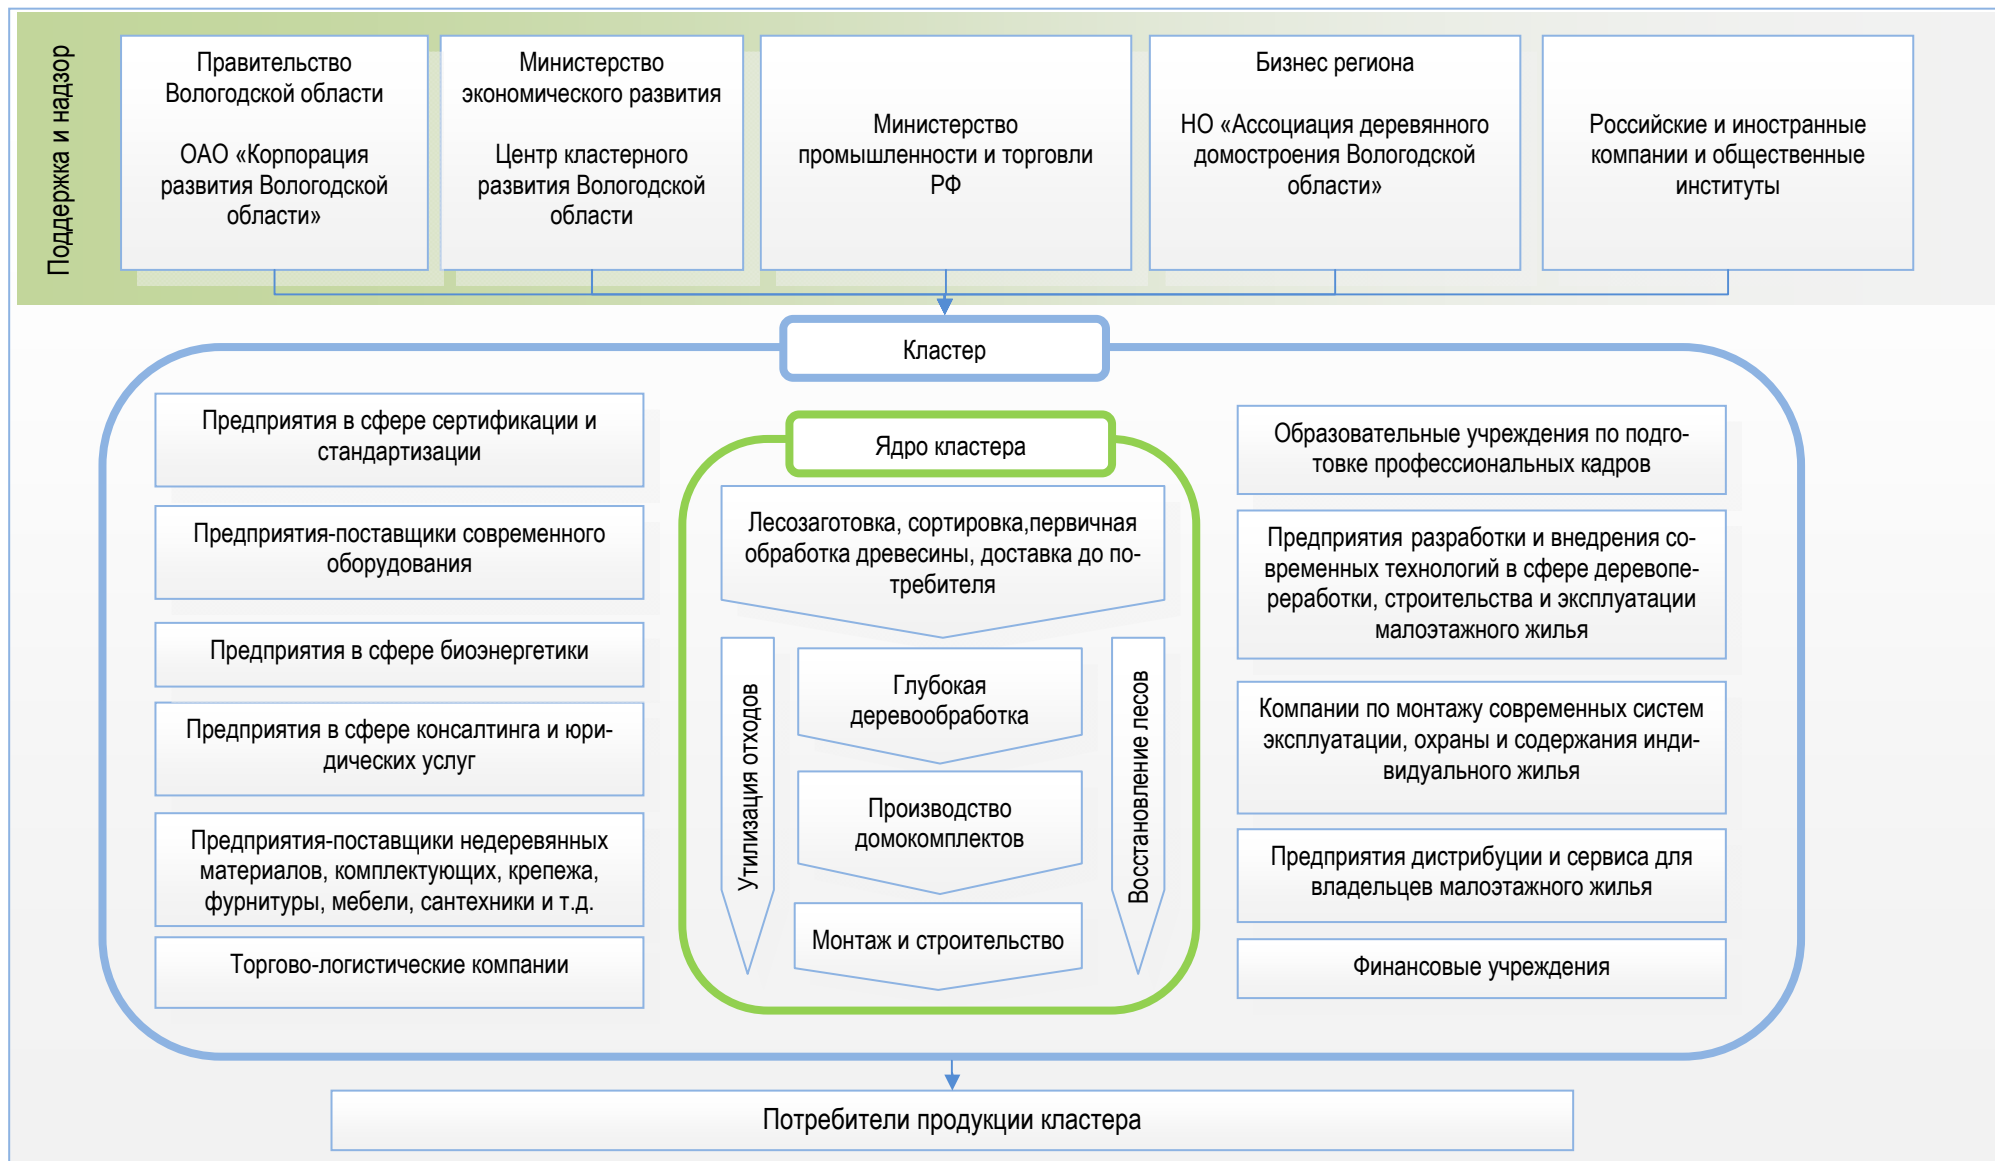 Поддержка и надзор
Правительство
Вологодской области
ОАО «Корпорация
развития Вологодской
области»
Министерство
экономического развития
Центр кластерного
развития Вологодской
области
Министерство
промышленности и торговли
РФ
Бизнес региона
НО «Ассоциация деревянного
домостроения Вологодской
области»
Российские и иностранные
компании и общественные
институты
Кластер
Предприятия в сфере сертификации и
стандартизации
Предприятия-поставщики современного
оборудования
Предприятия в сфере биоэнергетики
Предприятия в сфере консалтинга и юри-
дических услуг
Предприятия-поставщики недеревянных
материалов, комплектующих, крепежа,
фурнитуры, мебели, сантехники и т.д.
Торгово-логистические компании
Ядро кластера
Лесозаготовка, сортировка,первичная
обработка древесины, доставка до по-
требителя
Утилизация отходов
Глубокая
деревообработка
Производство
домокомплектов
Монтаж и строительство
Восстановление лесов
Образовательные учреждения по подго-
товке профессиональных кадров
Предприятия разработки и внедрения со-
временных технологий в сфере деревопе-
реработки, строительства и эксплуатации
малоэтажного жилья
Компании по монтажу современных систем
эксплуатации, охраны и содержания инди-
видуального жилья
Предприятия дистрибуции и сервиса для
владельцев малоэтажного жилья
Финансовые учреждения
Потребители продукции кластера